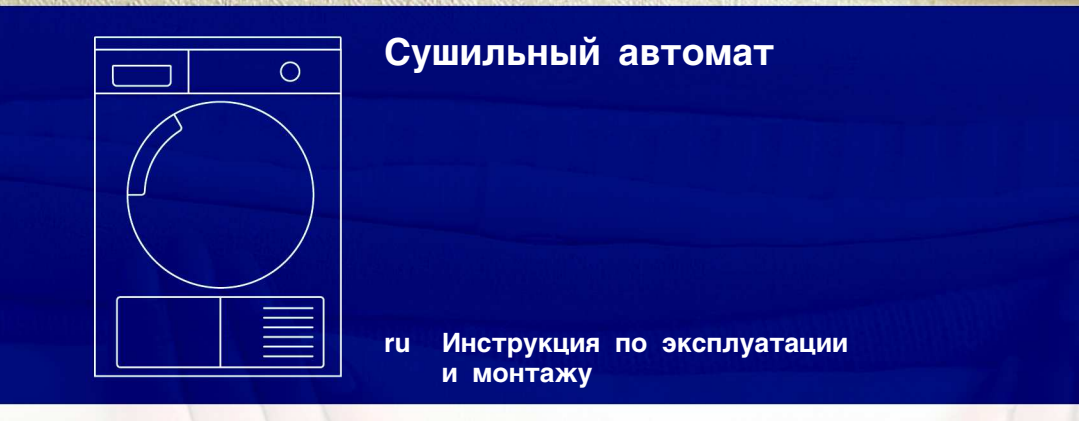 Сушильный автомат
ru Инструкция по эксплуатации
и монтажу